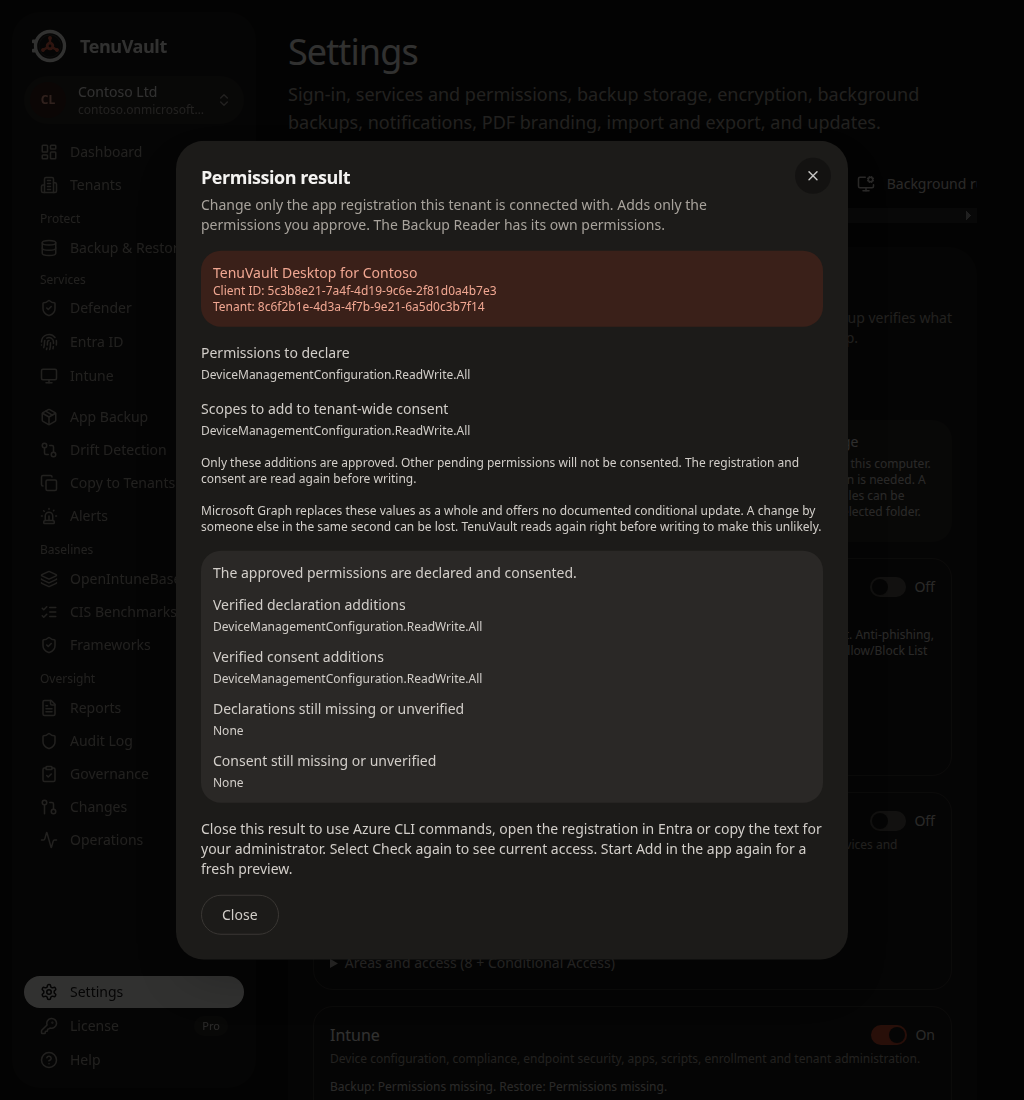 TenuVault
CL
Contoso Ltd
contoso.onmicrosoft...
Dashboard
Tenants
Protect
Backup & Restor
Services
Defender
Entra ID
Intune
App Backup
Drift Detection
Copy to Tenants
Alerts
Baselines
OpenIntuneBase
CIS Benchmarks
Frameworks
Oversight
Reports
Audit Log
Governance
Changes
Operations
Settings
License
Pro
Help
Settings
Sign-in, services and permissions, backup storage, encryption, background
backups, notifications, PDF branding, import and export, and updates.
Background r
up verifies what
this computer.
n is needed. A
les can be
lected folder.
Off
Anti-phishing,
llow/Block List
Off
vices and
Permission result
Change only the app registration this tenant is connected with. Adds only the
permissions you approve. The Backup Reader has its own permissions.
TenuVault Desktop for Contoso
Client ID: 5c3b8e21-7a4f-4d19-9c6e-2f81d0a4b7e3
Tenant: 8c6f2b1e-4d3a-4f7b-9e21-6a5d0c3b7f14
Permissions to declare
DeviceManagementConfiguration.ReadWrite.All
Scopes to add to tenant-wide consent
DeviceManagementConfiguration.ReadWrite.All
Only these additions are approved. Other pending permissions will not be consented. The registration and
consent are read again before writing.
Microsoft Graph replaces these values as a whole and offers no documented conditional update. A change by
someone else in the same second can be lost. TenuVault reads again right before writing to make this unlikely.
The approved permissions are declared and consented.
Verified declaration additions
DeviceManagementConfiguration.ReadWrite.All
Verified consent additions
DeviceManagementConfiguration.ReadWrite.All
Declarations still missing or unverified
None
Consent still missing or unverified
None
Close this result to use Azure CLI commands, open the registration in Entra or copy the text for
your administrator. Select Check again to see current access. Start Add in the app again for a
fresh preview.
Close
Areas and access (8 + Conditional Access)
Intune
On
Device configuration, compliance, endpoint security, apps, scripts, enrollment and tenant administration.
Backup: Permissions missing. Restore: Permissions missing.